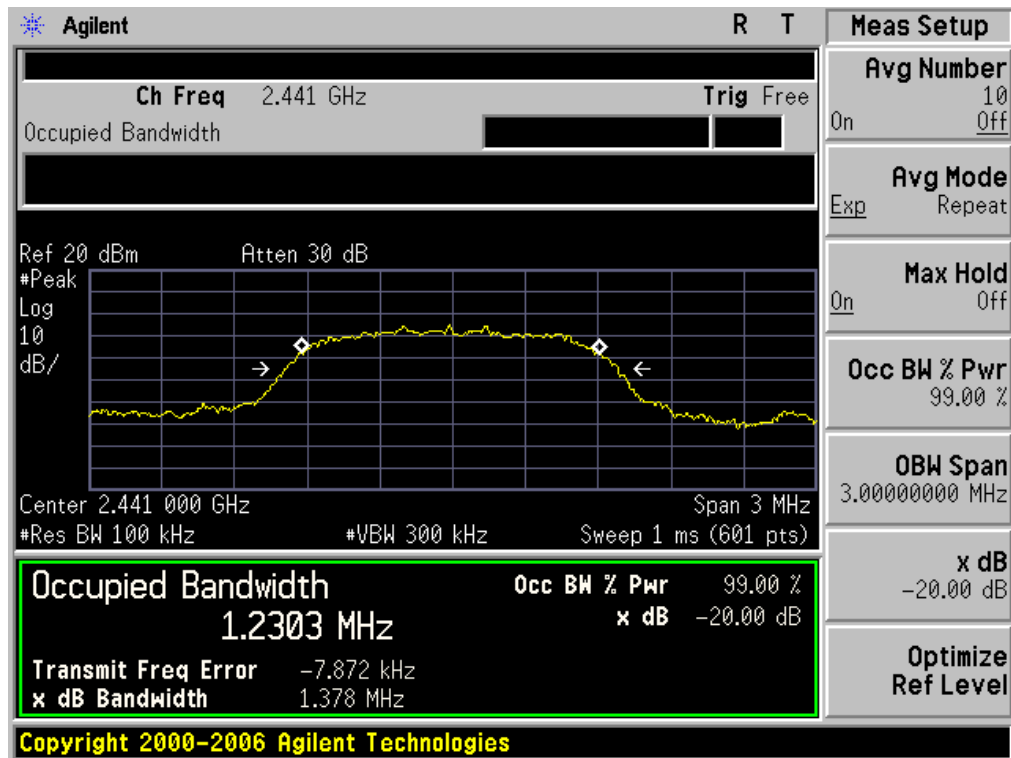 Agilent R T
Ch Freq 2.441 GHz Trig Free
Occupied Bandwidth
Ref 20 dBm Atten 30 dB
#Peak
Log
10
dB/
Center 2.441 000 GHz Span 3 MHz
#Res BW 100 kHz #VBW 300 kHz Sweep 1 ms (601 pts)
Occupied Bandwidth Occ BW % Pwr 99.00 %
1.2303 MHz x dB -20.00 dB
Transmit Freq Error -7.872 kHz
x dB Bandwidth 1.378 MHz
Copyright 2000-2006 Agilent Technologies
Meas Setup
Avg Number
10
On Off
Avg Mode
Exp Repeat
Max Hold
On Off
Occ BW % Pwr
99.00 %
OBW Span
3.00000000 MHz
x dB
-20.00 dB
Optimize
Ref Level